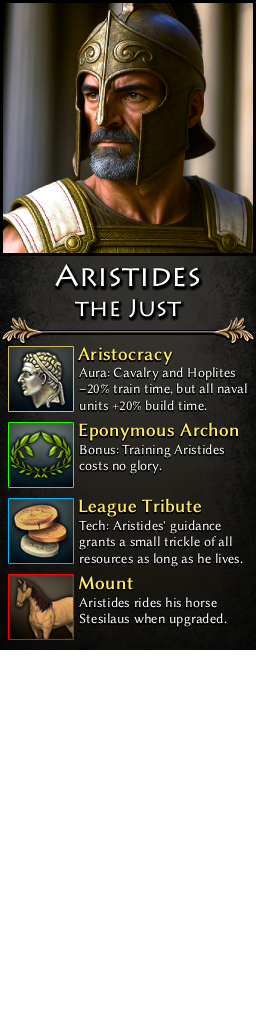 Aristides
the Just
Aristocracy
Aura: Cavalry and Hoplites
−20% train time, but all naval
units +20% build time.
Eponymous Archon
Bonus: Training Aristides
costs no glory.
League Tribute
Tech: Aristides' guidance
grants a small trickle of all
resources as long as he lives.
Mount
Aristides rides his horse
Stesilaus when upgraded.